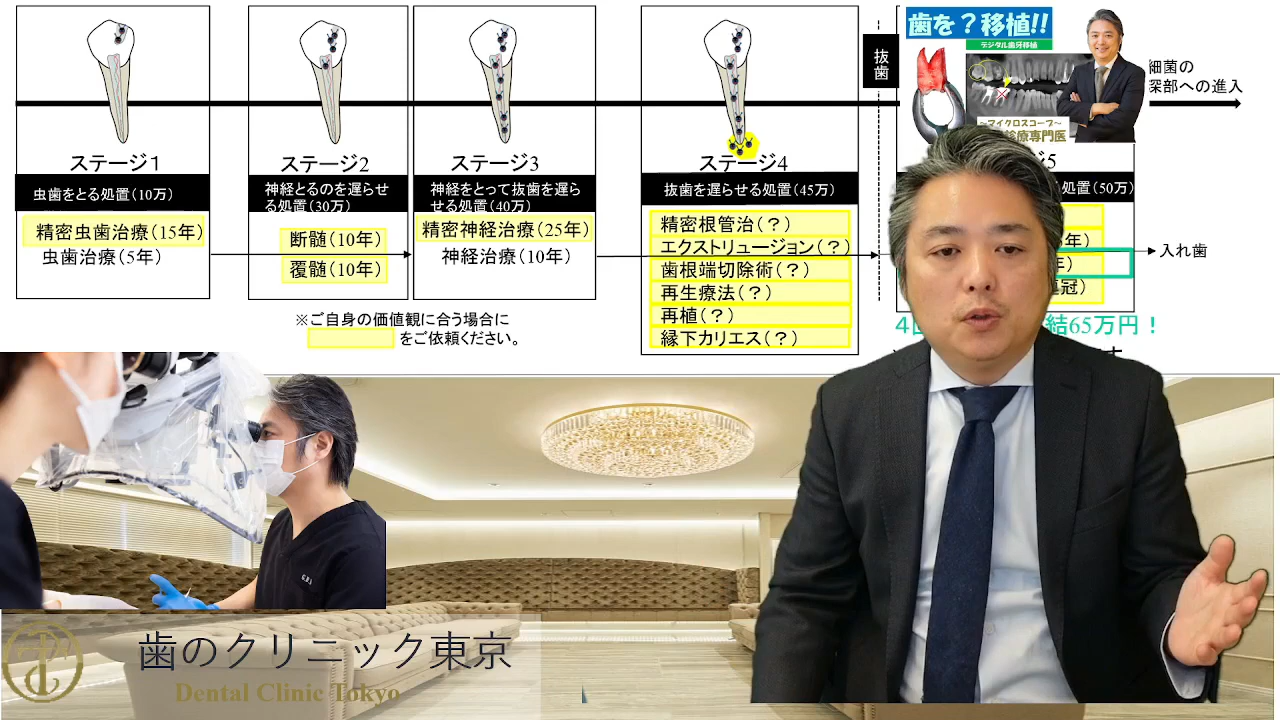 ステージ1
虫歯をとる処置(10万)
精密虫歯治療(15年)
虫歯治療(5年)
ステージ2
神経とるのを遅らせ
る処置(30万)
断髄(10年)
覆髄(10年)
ステージ3
神経をとって抜歯を遅ら
せる処置(40万)
精密神経治療(25年)
神経治療(10年)
※ご自身の価値観に合う場合に
をご依頼ください。
ステージ4
抜歯を遅らせる処置(45万)
精密根管治(?)
エクストリュージョン(?)
歯根端切除術(?)
再生療法(?)
再植(?)
縁下カリエス(?)
抜歯
歯を?移植!!
デジタル歯牙移植
~マイクロスコープ~
診療専門医
細菌の
深部への進入
5
処置(50万)
年)
年)
冠)
入れ歯
結65万円!
歯のクリニック東京
Dental Clinic Tokyo